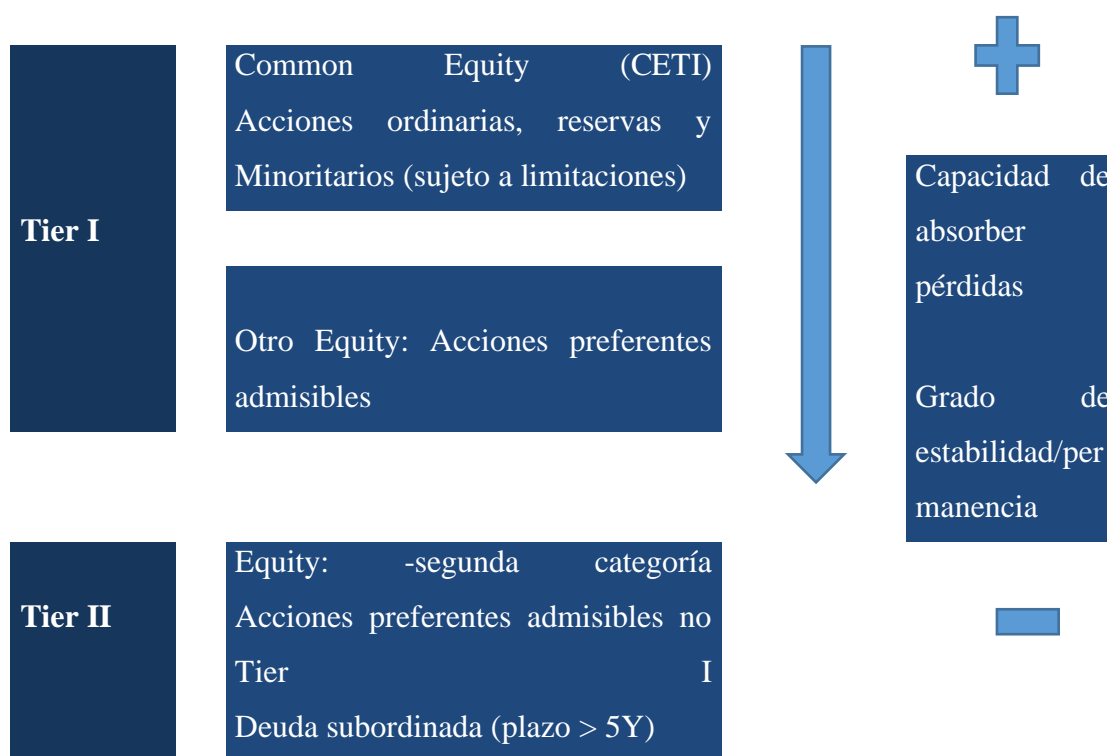 Tier I
Common Equity (CETI)
Acciones ordinarias, reservas y
Minoritarios (sujeto a limitaciones)
Otro Equity: Acciones preferentes
admisibles
Capacidad de
absorber
pérdidas
Grado de
estabilidad/per
manencia
Tier II
Equity: -segunda categoría
Acciones preferentes admisibles no
Tier I
Deuda subordinada (plazo > 5Y)